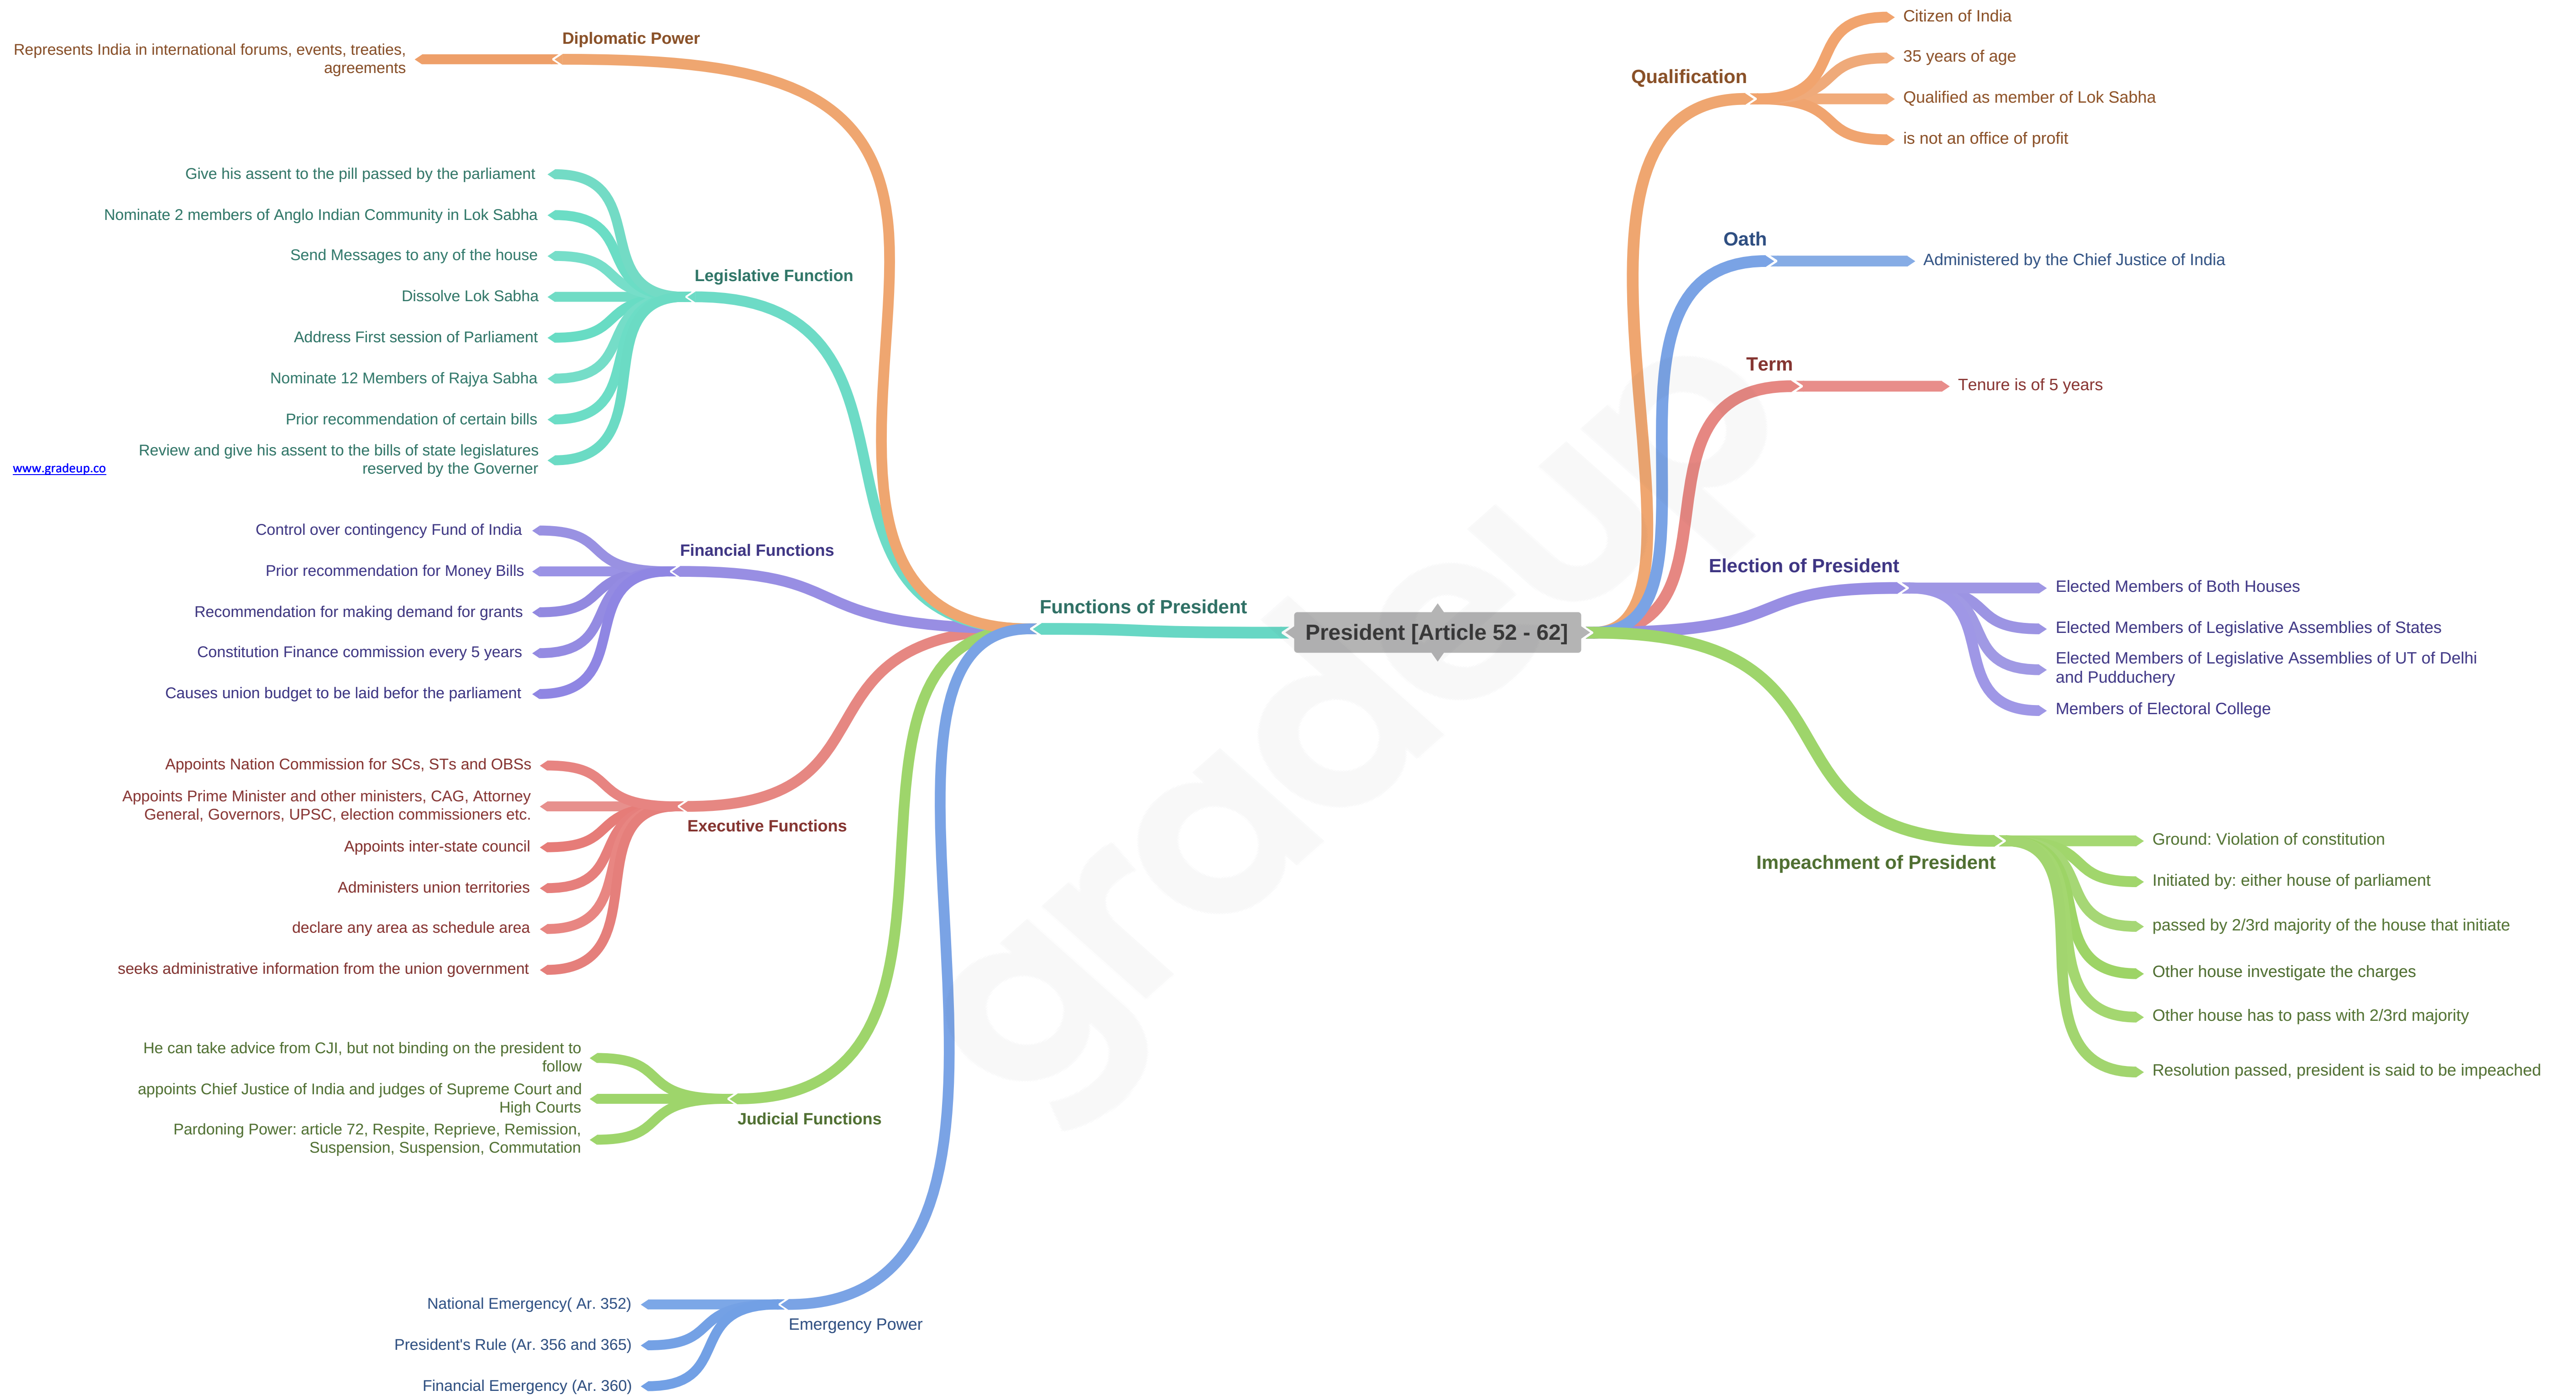 Diplomatic Power
Represents India in international forums, events, treaties,
agreements
Give his assent to the pill passed by the parliament
Nominate 2 members of Anglo Indian Community in Lok Sabha
Send Messages to any of the house
Legislative Function
Dissolve Lok Sabha
Address First session of Parliament
Nominate 12 Members of Rajya Sabha
Prior recommendation of certain bills
Review and give his assent to the bills of state legislatures
reserved by the Governer
www.gradeup.co
Control over contingency Fund of India
Financial Functions
Prior recommendation for Money Bills
Recommendation for making demand for grants
Constitution Finance commission every 5 years
Causes union budget to be laid befor the parliament
Appoints Nation Commission for SCs, STs and OBSs
Appoints Prime Minister and other ministers, CAG, Attorney
General, Governors, UPSC, election commissioners etc.
Executive Functions
Appoints inter-state council
Administers union territories
declare any area as schedule area
seeks administrative information from the union government
He can take advice from CJI, but not binding on the president to
follow
appoints Chief Justice of India and judges of Supreme Court and
High Courts
Judicial Functions
Pardoning Power: article 72, Respite, Reprieve, Remission,
Suspension, Suspension, Commutation
National Emergency( Ar. 352)
Emergency Power
President's Rule (Ar. 356 and 365)
Financial Emergency (Ar. 360)
Functions of President
President [Article 52 - 62]
gradeup
Qualification
Citizen of India
35 years of age
Qualified as member of Lok Sabha
is not an office of profit
Oath
Administered by the Chief Justice of India
Term
Tenure is of 5 years
Election of President
Elected Members of Both Houses
Elected Members of Legislative Assemblies of States
Elected Members of Legislative Assemblies of UT of Delhi
and Pudduchery
Members of Electoral College
Impeachment of President
Ground: Violation of constitution
Initiated by: either house of parliament
passed by 2/3rd majority of the house that initiate
Other house investigate the charges
Other house has to pass with 2/3rd majority
Resolution passed, president is said to be impeached